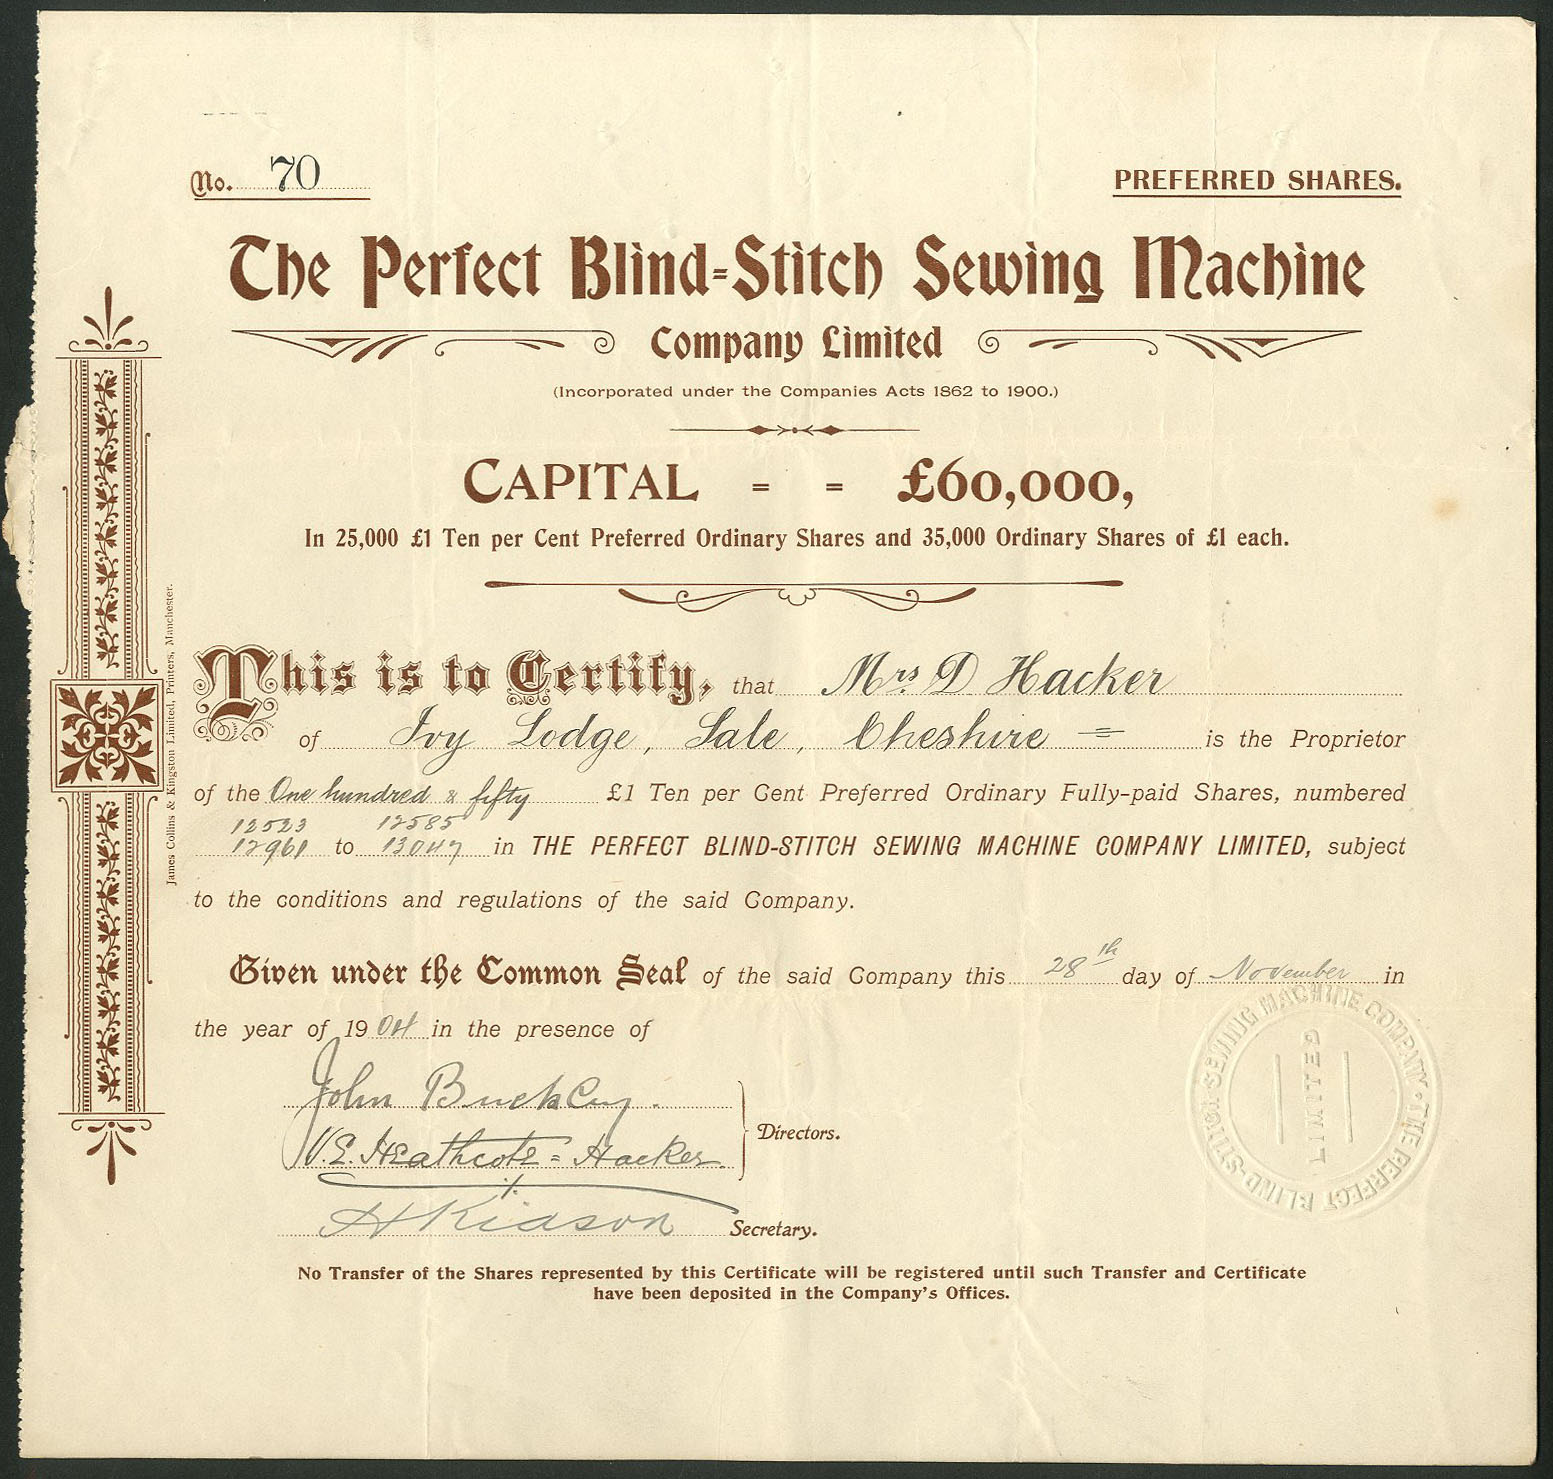 No. 70
PREFERRED SHARES.
The Perfect Blind-Stitch Sewing Machine
Company Limited
(Incorporated under the Companies Acts 1862 to 1900.)
CAPITAL = = £60,000,
In 25,000 £1 Ten per Cent Preferred Ordinary Shares and 35,000 Ordinary Shares of £1 each.
This is to Certify, that Mrs. D Hacker
of Ivy Lodge, Sale, Cheshire = is the Proprietor
of the One hundred & fifty £1 Ten per Cent Preferred Ordinary Fully-paid Shares, numbered
12523 12585
12961 to 13047 in THE PERFECT BLIND-STITCH SEWING MACHINE COMPANY LIMITED, subject
to the conditions and regulations of the said Company.
Given under the Common Seal of the said Company this 28th day of November in
the year of 1904 in the presence of
John Buckley.
V. E. Heathcote=Hacker.
Directors.
H Kidson
Secretary.
No Transfer of the Shares represented by this Certificate will be registered until such Transfer and Certificate
have been deposited in the Company's Offices.
James Collins & Kingston Limited, Printers, Manchester.
THE PERFECT BLIND-STITCH SEWING MACHINE COMPANY
LIMITED